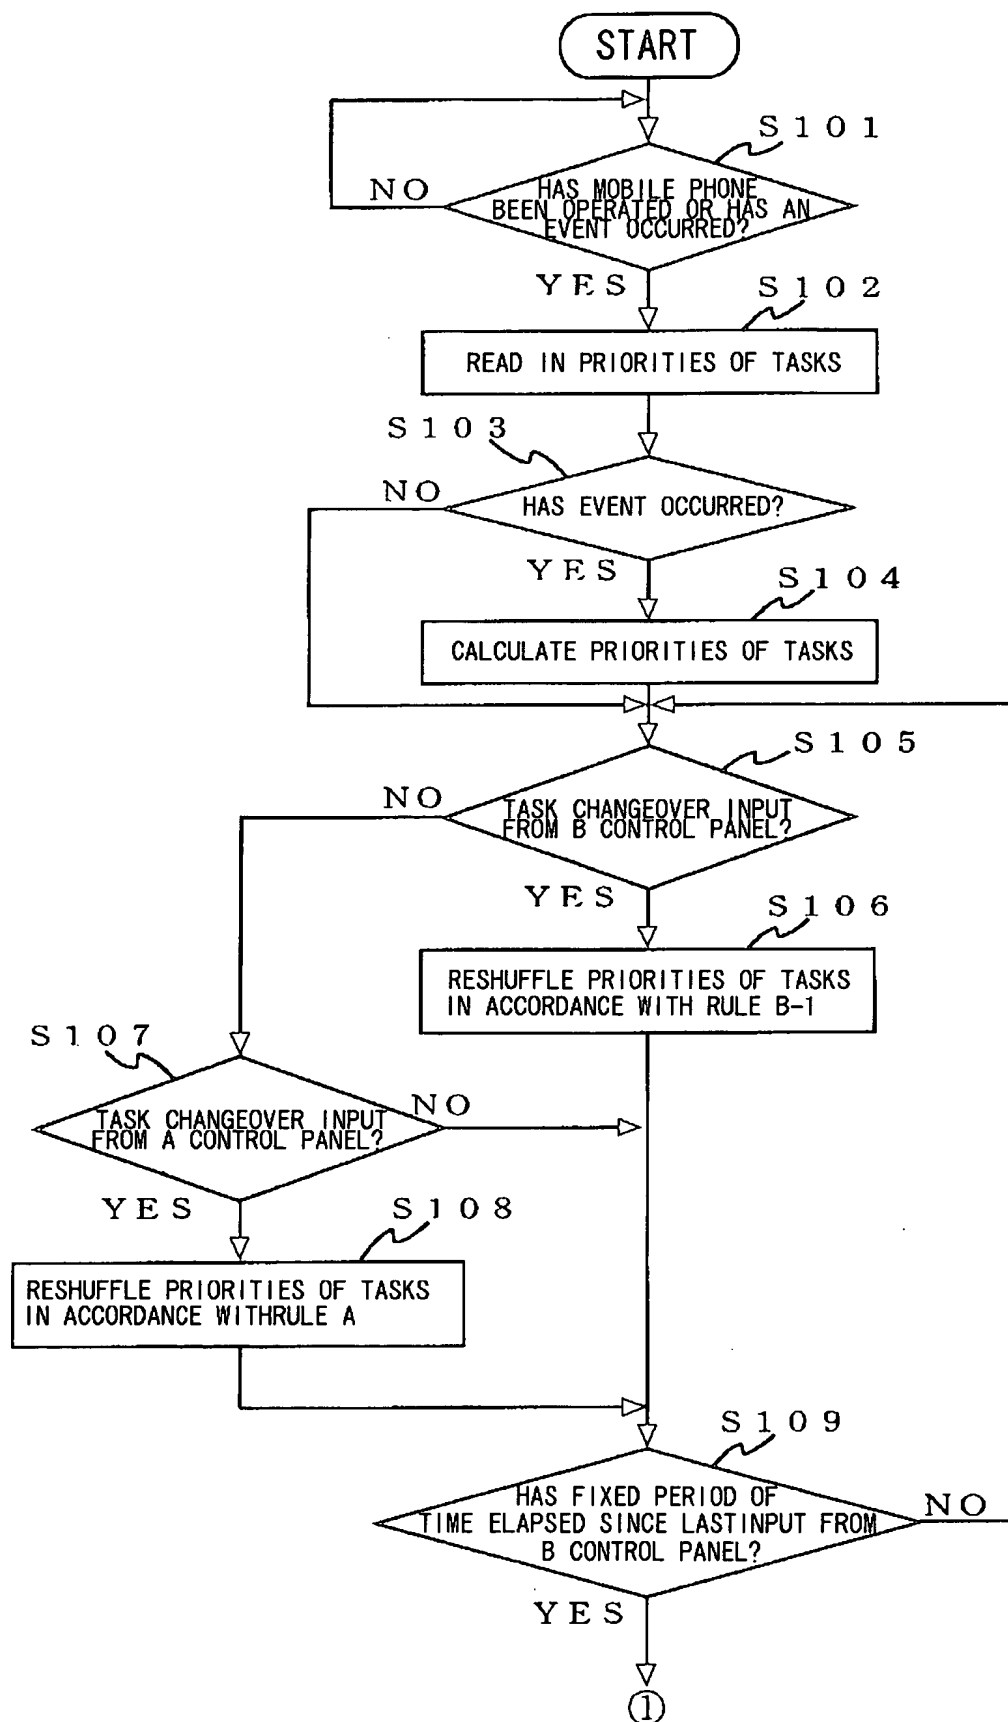 START
S101
HAS MOBILE PHONE
BEEN OPERATED OR HAS AN
EVENT OCCURRED?
NO
YES
S102
READ IN PRIORITIES OF TASKS
S103
NO
HAS EVENT OCCURRED?
YES
S104
CALCULATE PRIORITIES OF TASKS
S105
NO
TASK CHANGEOVER INPUT
FROM B CONTROL PANEL?
YES
S106
RESHUFFLE PRIORITIES OF TASKS
IN ACCORDANCE WITH RULE B-1
S107
TASK CHANGEOVER INPUT
FROM A CONTROL PANEL?
NO
YES
S108
RESHUFFLE PRIORITIES OF TASKS
IN ACCORDANCE WITHRULE A
S109
HAS FIXED PERIOD OF
TIME ELAPSED SINCE LASTINPUT FROM
B CONTROL PANEL?
NO
YES
①